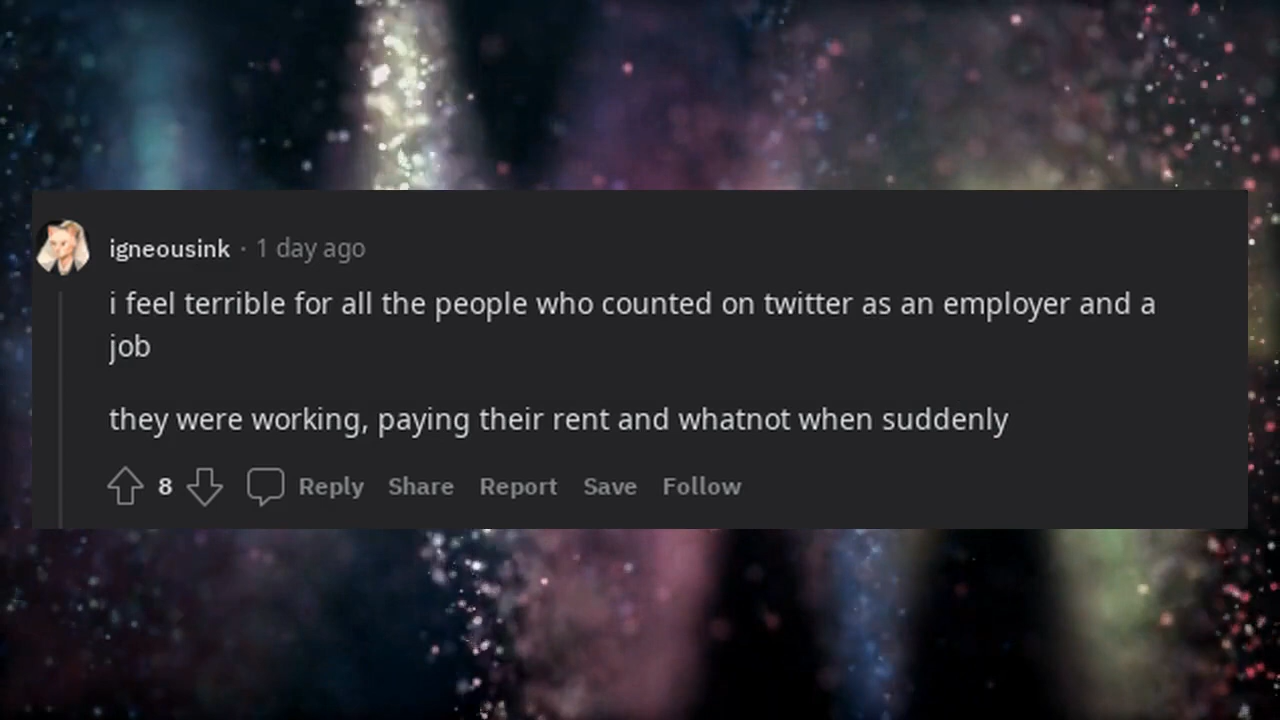 igneousink · 1 day ago
i feel terrible for all the people who counted on twitter as an employer and a
job
they were working, paying their rent and whatnot when suddenly
8 Reply Share Report Save Follow